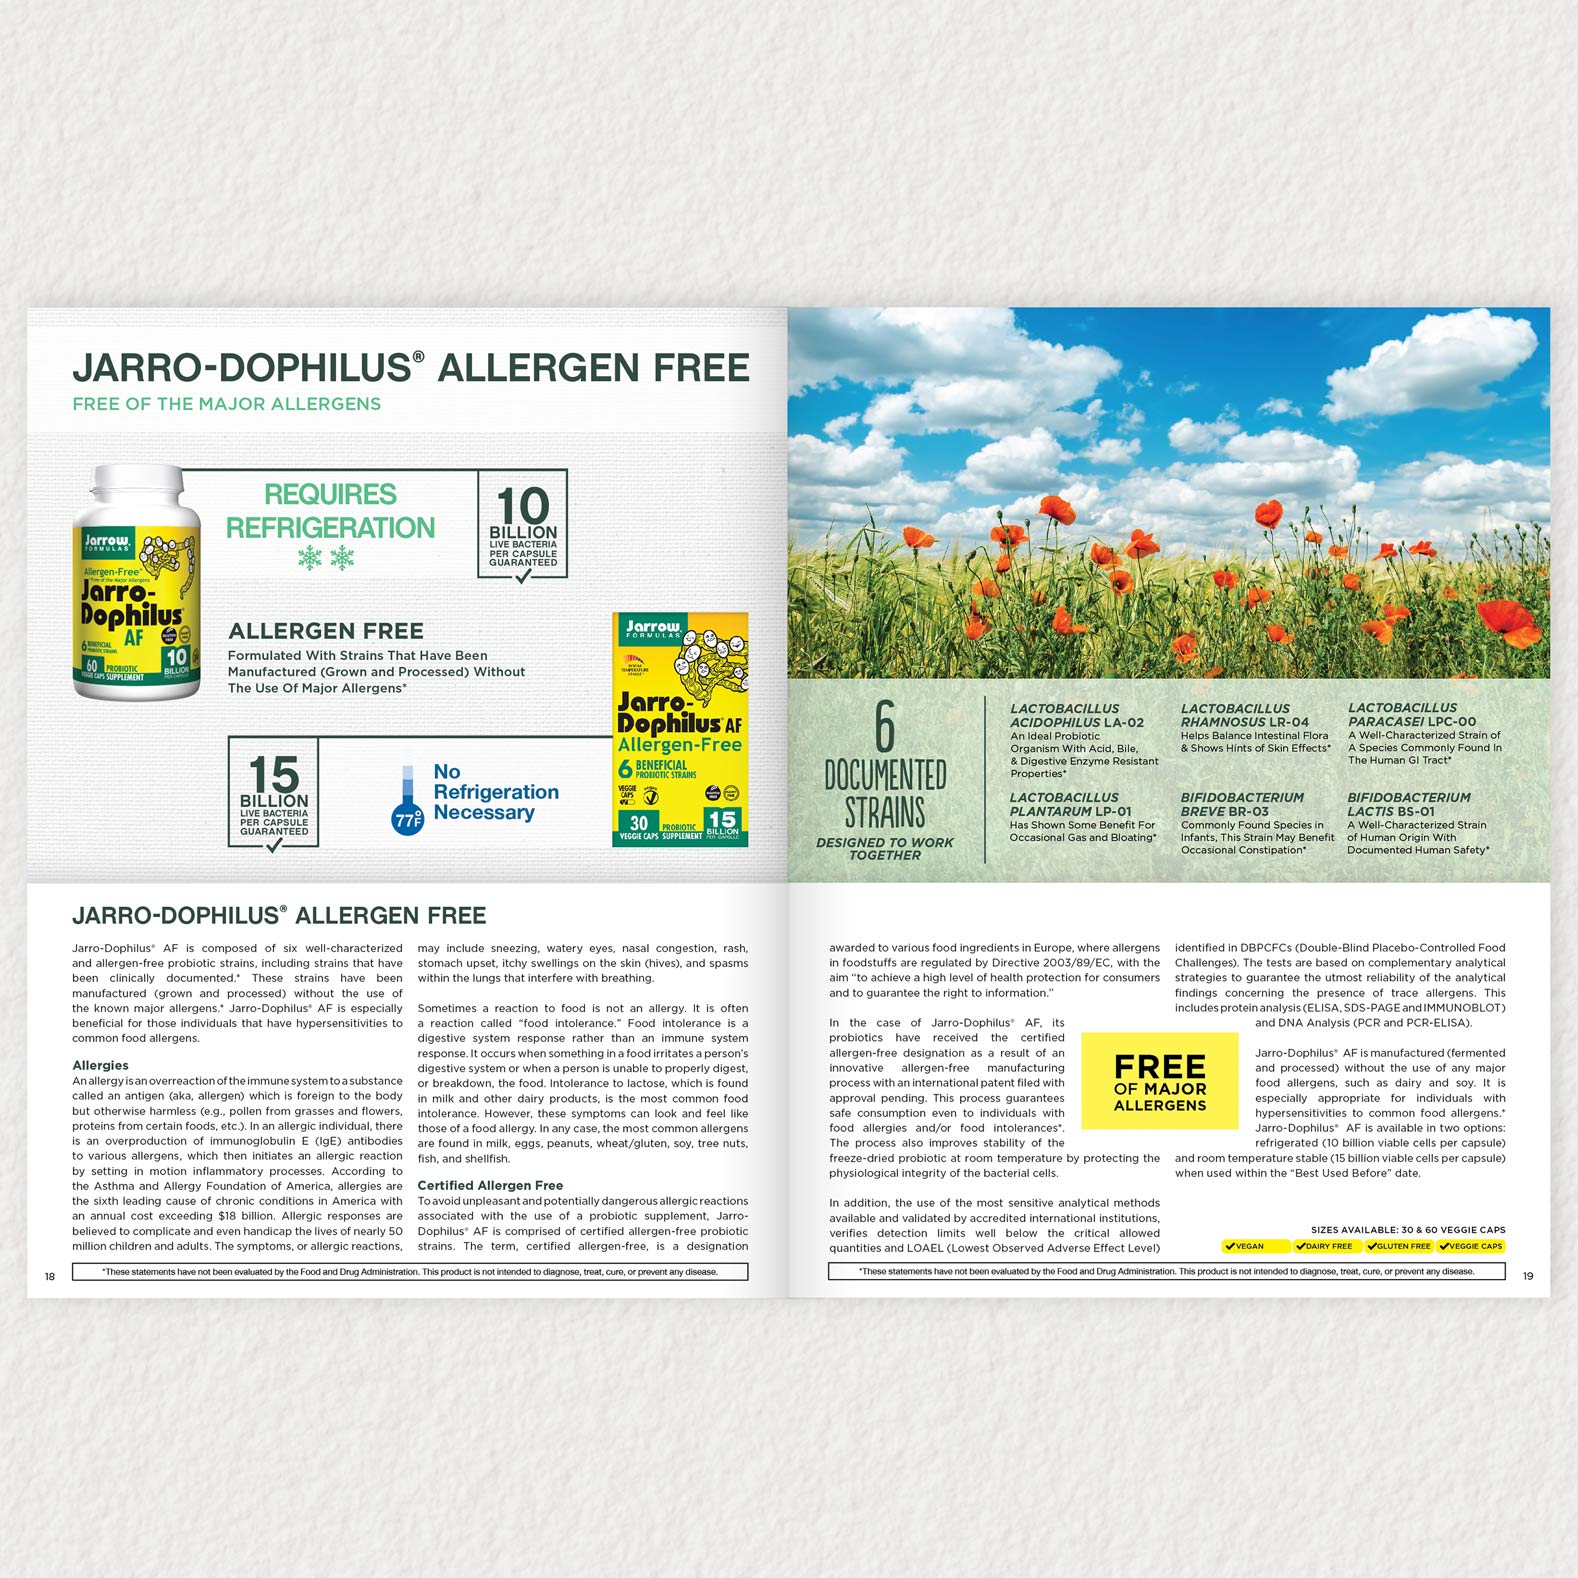 JARRO-DOPHILUS® ALLERGEN FREE
FREE OF THE MAJOR ALLERGENS
Jarrow
FORMULAS
Allergen-Free*
*Free of the Major Allergens
Jarro-
Dophilus®
AF
6 BENEFICIAL
PROBIOTIC STRAINS
60
VEGGIE CAPS
PROBIOTIC
SUPPLEMENT
10
BILLION
PER CAPSULE
REQUIRES
REFRIGERATION
10
BILLION
LIVE BACTERIA
PER CAPSULE
GUARANTEED
ALLERGEN FREE
Formulated With Strains That Have Been
Manufactured (Grown and Processed) Without
The Use Of Major Allergens*
15
BILLION
LIVE BACTERIA
PER CAPSULE
GUARANTEED
77°F
No
Refrigeration
Necessary
Jarrow
FORMULAS
Jarro-
Dophilus® AF
Allergen-Free
6 BENEFICIAL
PROBIOTIC STRAINS
VEGGIE
CAPS
30
VEGGIE CAPS
PROBIOTIC
SUPPLEMENT
15
BILLION
PER CAPSULE
JARRO-DOPHILUS® ALLERGEN FREE
Jarro-Dophilus® AF is composed of six well-characterized
and allergen-free probiotic strains, including strains that have
been clinically documented.* These strains have been
manufactured (grown and processed) without the use of
the known major allergens.* Jarro-Dophilus® AF is especially
beneficial for those individuals that have hypersensitivities to
common food allergens.
Allergies
An allergy is an overreaction of the immune system to a substance
called an antigen (aka, allergen) which is foreign to the body
but otherwise harmless (e.g., pollen from grasses and flowers,
proteins from certain foods, etc.). In an allergic individual, there
is an overproduction of immunoglobulin E (IgE) antibodies
to various allergens, which then initiates an allergic reaction
by setting in motion inflammatory processes. According to
the Asthma and Allergy Foundation of America, allergies are
the sixth leading cause of chronic conditions in America with
an annual cost exceeding $18 billion. Allergic responses are
believed to complicate and even handicap the lives of nearly 50
million children and adults. The symptoms, or allergic reactions,
may include sneezing, watery eyes, nasal congestion, rash,
stomach upset, itchy swellings on the skin (hives), and spasms
within the lungs that interfere with breathing.
Sometimes a reaction to food is not an allergy. It is often
a reaction called “food intolerance.” Food intolerance is a
digestive system response rather than an immune system
response. It occurs when something in a food irritates a person's
digestive system or when a person is unable to properly digest,
or breakdown, the food. Intolerance to lactose, which is found
in milk and other dairy products, is the most common food
intolerance. However, these symptoms can look and feel like
those of a food allergy. In any case, the most common allergens
are found in milk, eggs, peanuts, wheat/gluten, soy, tree nuts,
fish, and shellfish.
Certified Allergen Free
To avoid unpleasant and potentially dangerous allergic reactions
associated with the use of a probiotic supplement, Jarro-
Dophilus® AF is comprised of certified allergen-free probiotic
strains. The term, certified allergen-free, is a designation
18
*These statements have not been evaluated by the Food and Drug Administration. This product is not intended to diagnose, treat, cure, or prevent any disease.
6
DOCUMENTED
STRAINS
DESIGNED TO WORK
TOGETHER
LACTOBACILLUS
ACIDOPHILUS LA-02
An Ideal Probiotic
Organism With Acid, Bile,
& Digestive Enzyme Resistant
Properties*
LACTOBACILLUS
RHAMNOSUS LR-04
Helps Balance Intestinal Flora
& Shows Hints of Skin Effects*
LACTOBACILLUS
PARACASEI LPC-00
A Well-Characterized Strain of
A Species Commonly Found In
The Human GI Tract*
LACTOBACILLUS
PLANTARUM LP-01
Has Shown Some Benefit For
Occasional Gas and Bloating*
BIFIDOBACTERIUM
BREVE BR-03
Commonly Found Species in
Infants, This Strain May Benefit
Occasional Constipation*
BIFIDOBACTERIUM
LACTIS BS-01
A Well-Characterized Strain
of Human Origin With
Documented Human Safety*
awarded to various food ingredients in Europe, where allergens
in foodstuffs are regulated by Directive 2003/89/EC, with the
aim “to achieve a high level of health protection for consumers
and to guarantee the right to information.”
In the case of Jarro-Dophilus® AF, its
probiotics have received the certified
allergen-free designation as a result of an
innovative allergen-free manufacturing
process with an international patent filed with
approval pending. This process guarantees
safe consumption even to individuals with
food allergies and/or food intolerances*.
The process also improves stability of the
freeze-dried probiotic at room temperature by protecting the
physiological integrity of the bacterial cells.
In addition, the use of the most sensitive analytical methods
available and validated by accredited international institutions,
verifies detection limits well below the critical allowed
quantities and LOAEL (Lowest Observed Adverse Effect Level)
FREE
OF MAJOR
ALLERGENS
identified in DBPCFCs (Double-Blind Placebo-Controlled Food
Challenges). The tests are based on complementary analytical
strategies to guarantee the utmost reliability of the analytical
findings concerning the presence of trace allergens. This
includes protein analysis (ELISA, SDS-PAGE and IMMUNOBLOT)
and DNA Analysis (PCR and PCR-ELISA).
Jarro-Dophilus® AF is manufactured (fermented
and processed) without the use of any major
food allergens, such as dairy and soy. It is
especially appropriate for individuals with
hypersensitivities to common food allergens.*
Jarro-Dophilus® AF is available in two options:
refrigerated (10 billion viable cells per capsule)
and room temperature stable (15 billion viable cells per capsule)
when used within the “Best Used Before” date.
SIZES AVAILABLE: 30 & 60 VEGGIE CAPS
VEGAN DAIRY FREE GLUTEN FREE VEGGIE CAPS
*These statements have not been evaluated by the Food and Drug Administration. This product is not intended to diagnose, treat, cure, or prevent any disease.
19